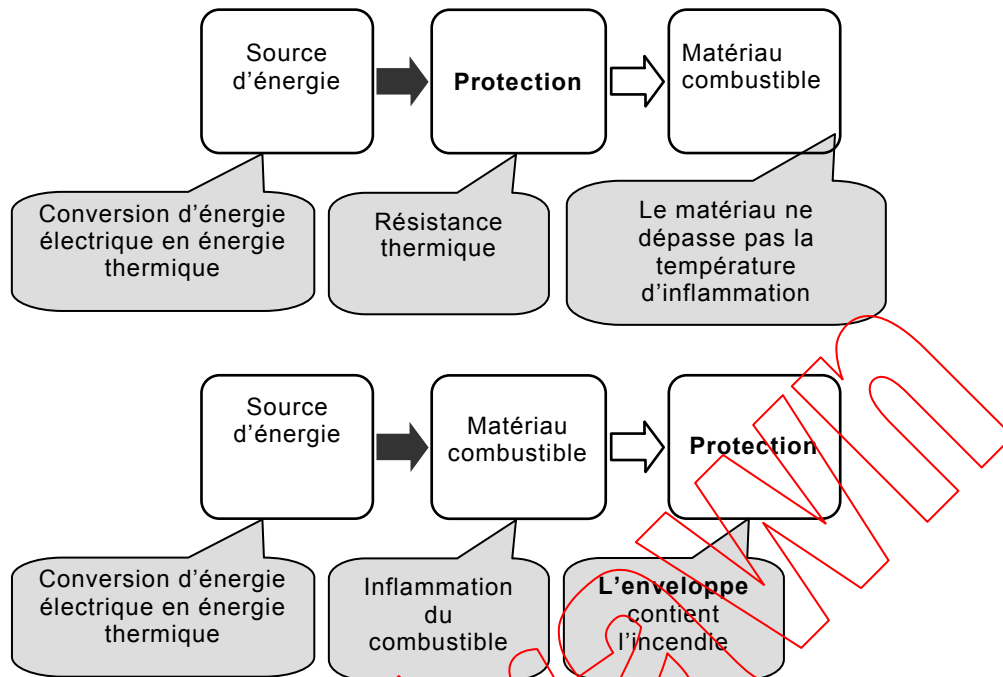 Source
d’énergie
Protection
Matériau
combustible
Conversion d’énergie
électrique en énergie
thermique
Résistance
thermique
Le matériau ne
dépasse pas la
température
d’inflammation
Source
d’énergie
Matériau
combustible
Protection
Conversion d’énergie
électrique en énergie
thermique
Inflammation
du
combustible
L’enveloppe
contient
l’incendie